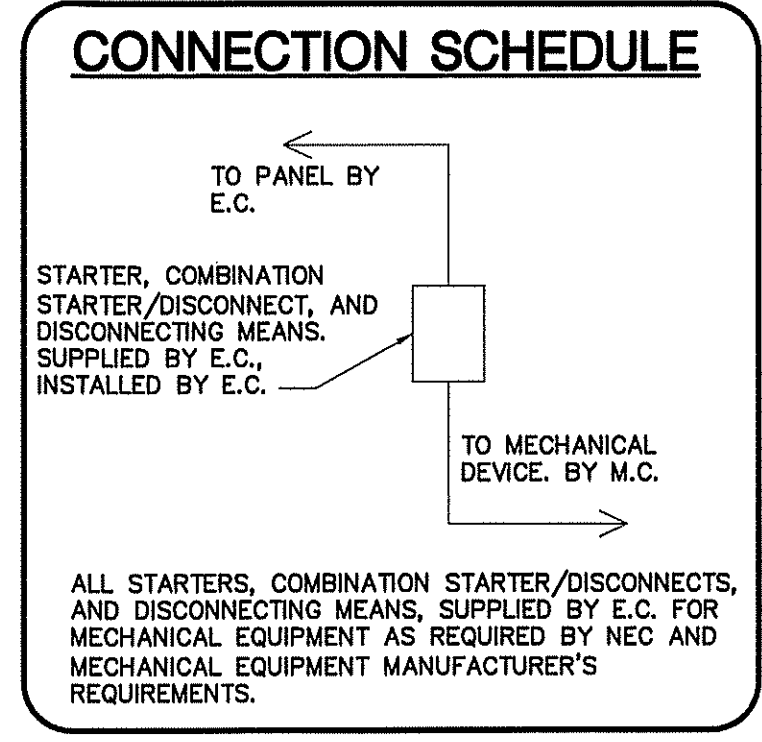 CONNECTION SCHEDULE
TO PANEL BY
E.C.
STARTER, COMBINATION
STARTER/DISCONNECT, AND
DISCONNECTING MEANS.
SUPPLIED BY E.C.,
INSTALLED BY E.C.
TO MECHANICAL
DEVICE. BY M.C.
ALL STARTERS, COMBINATION STARTER/DISCONNECTS,
AND DISCONNECTING MEANS, SUPPLIED BY E.C. FOR
MECHANICAL EQUIPMENT AS REQUIRED BY NEC AND
MECHANICAL EQUIPMENT MANUFACTURER'S
REQUIREMENTS.